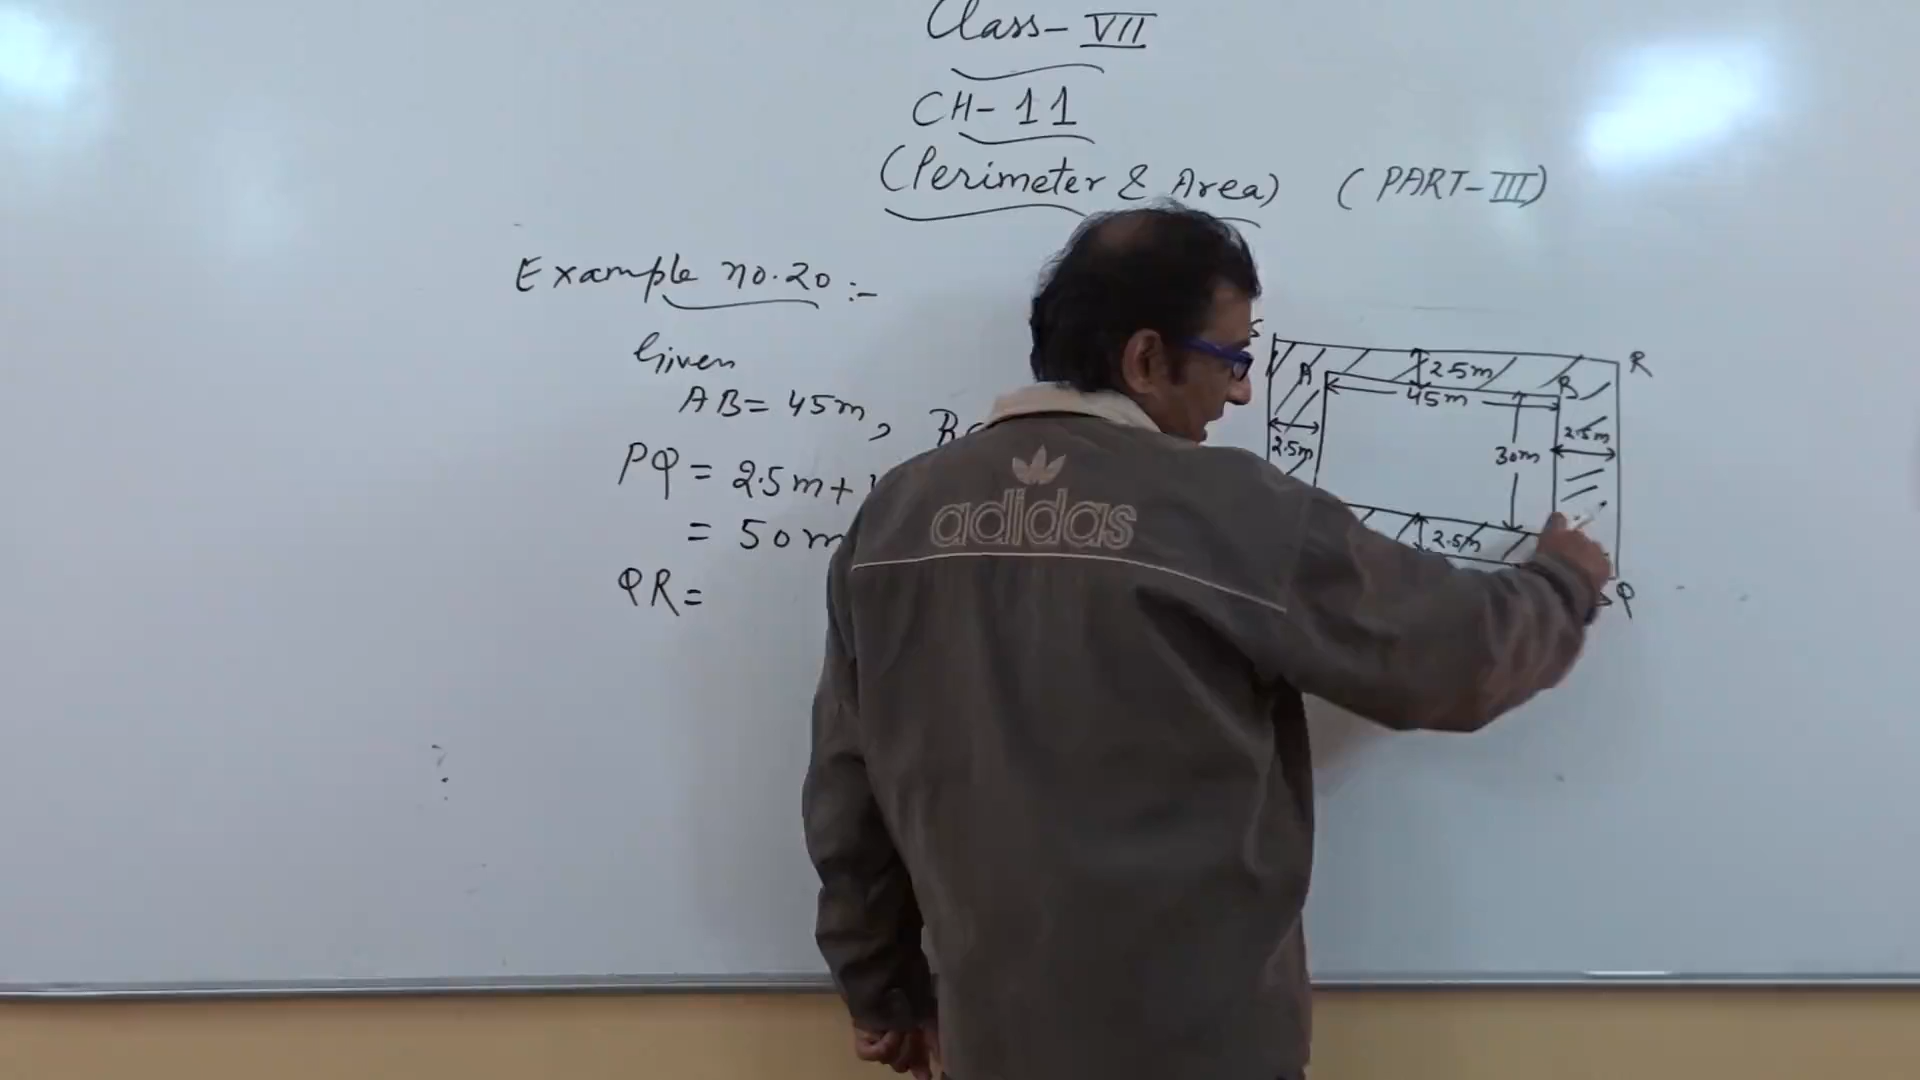 Class-VII
CH-11
(Perimeter & Area) (PART-III)
Example no.20:-
Given
AB= 45m,
PQ = 2.5m+
= 50m
QR=
adidas
S
R
A
B
2.5m
45m
2.5m
30m
2.5m
2.5m
Q